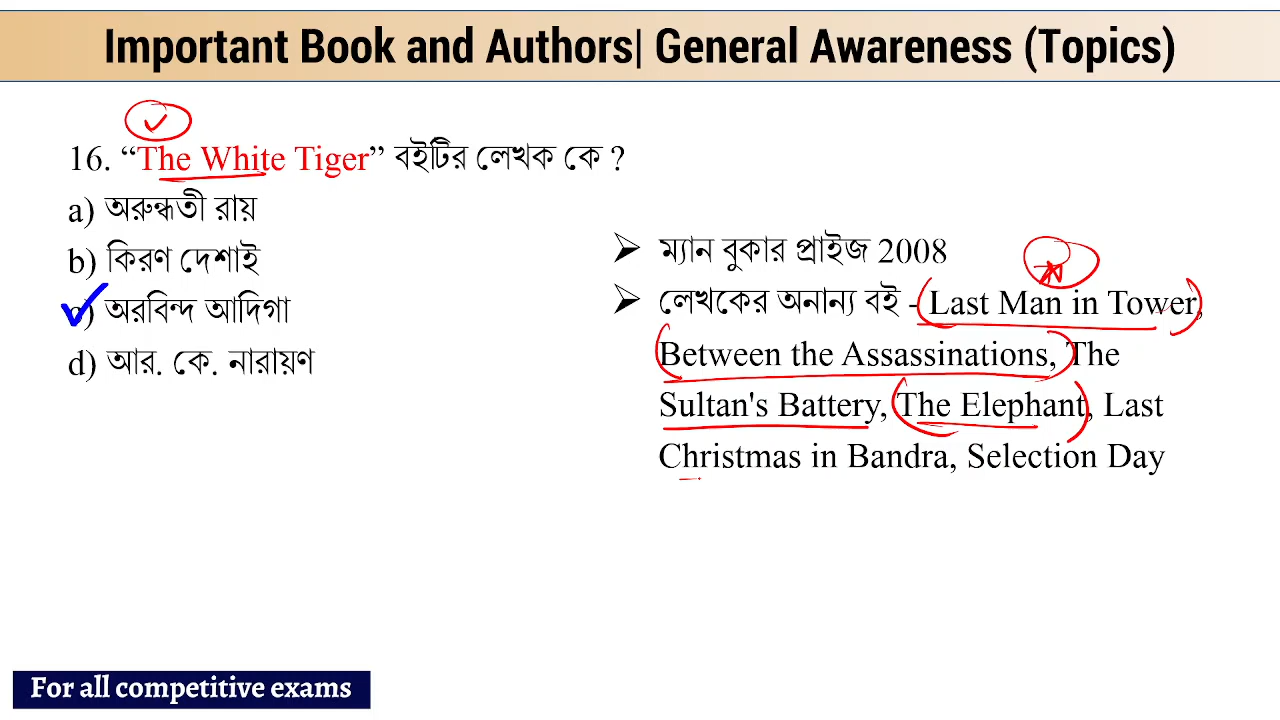 Important Book and Authors| General Awareness (Topics)
16. “The White Tiger” বইটির লেখক কে ?
a) অরুন্ধতী রায়
b) কিরণ দেশাই
c) অরবিন্দ আদিগা
d) আর. কে. নারায়ণ
➢ ম্যান বুকার প্রাইজ 2008
➢ লেখকের অনান্য বই - Last Man in Tower,
Between the Assassinations, The
Sultan's Battery, The Elephant, Last
Christmas in Bandra, Selection Day
For all competitive exams